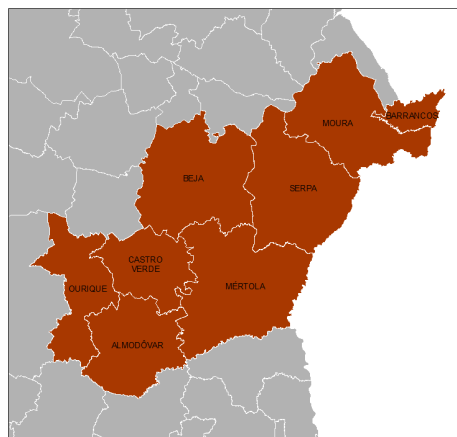 BARRANCOS
MOURA
BEJA
SERPA
CASTRO
VERDE
OURIQUE
MÉRTOLA
ALMODÔVAR